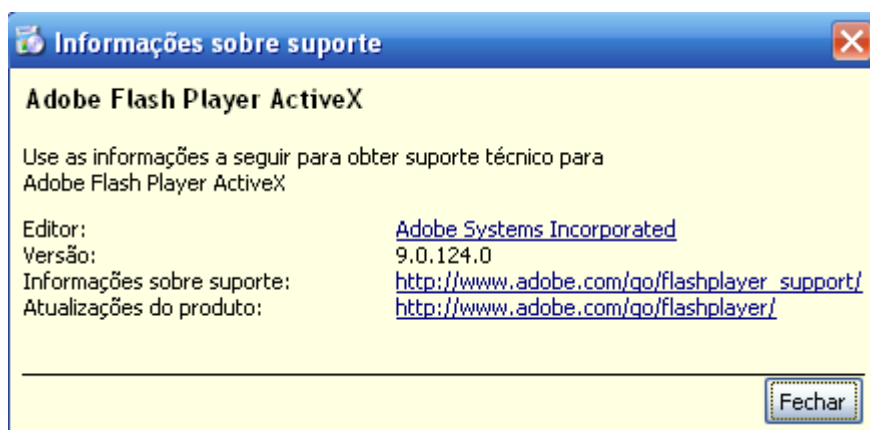 Informações sobre suporte
Adobe Flash Player ActiveX
Use as informações a seguir para obter suporte técnico para
Adobe Flash Player ActiveX
Editor: Adobe Systems Incorporated
Versão: 9.0.124.0
Informações sobre suporte: http://www.adobe.com/go/flashplayer_support/
Atualizações do produto: http://www.adobe.com/go/flashplayer/
Fechar